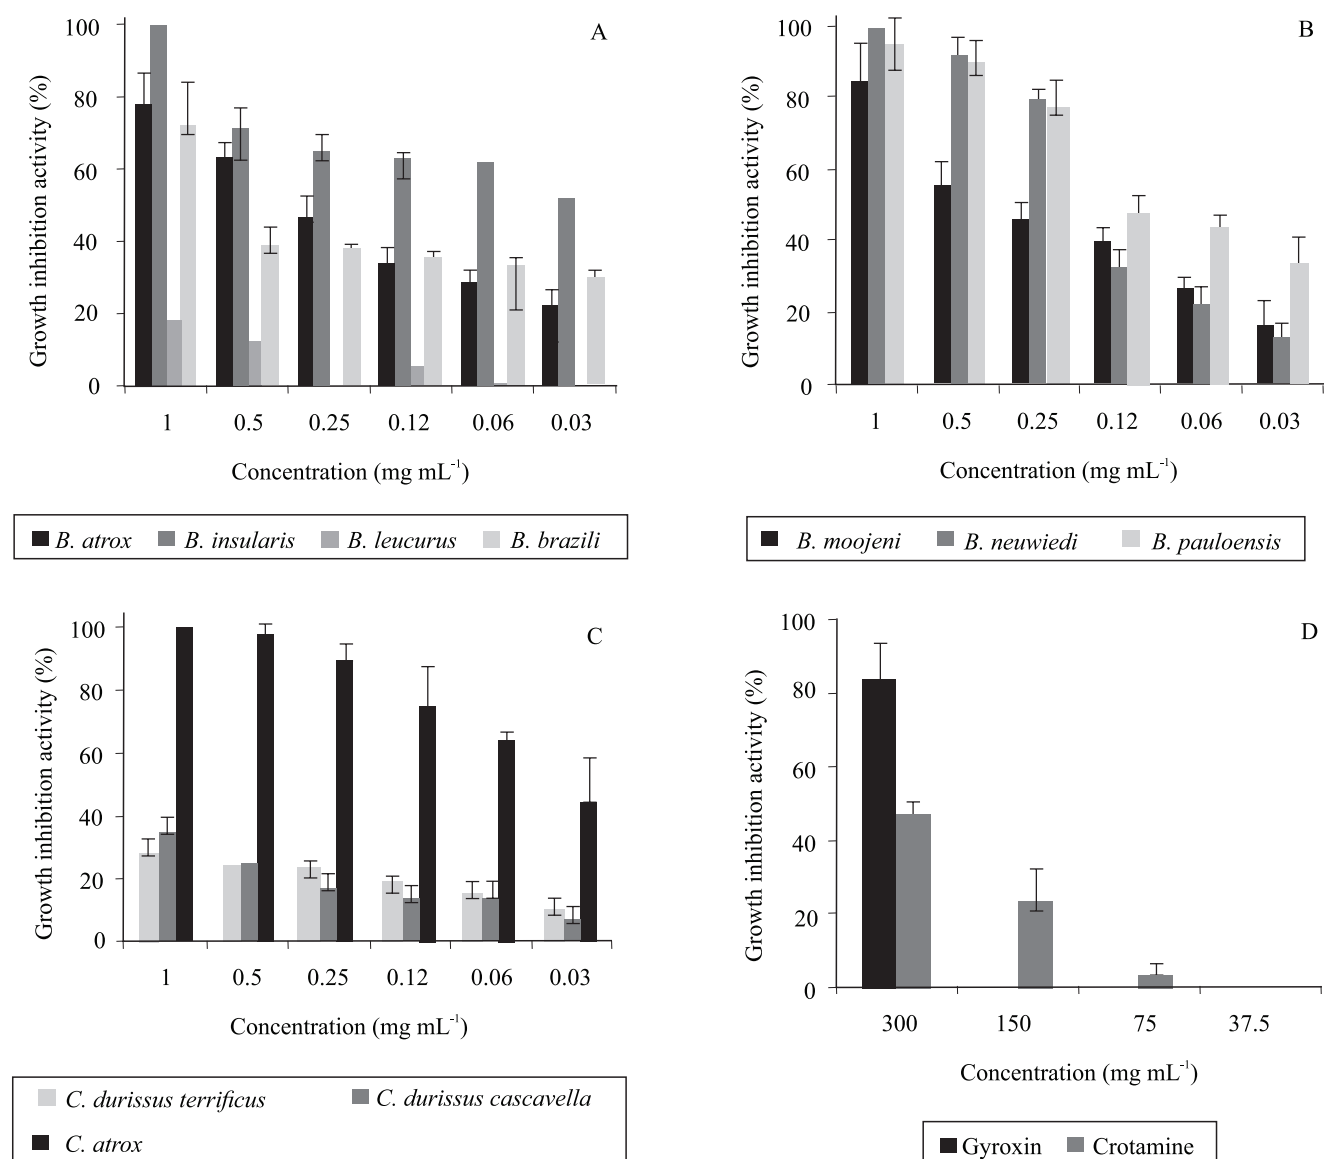 A
Growth inhibition activity (%)
100
80
60
40
20
0
1 0.5 0.25 0.12 0.06 0.03
Concentration (mg mL-1)
B. atrox B. insularis B. leucurus B. brazili
B
Growth inhibition activity (%)
100
80
60
40
20
0
1 0.5 0.25 0.12 0.06 0.03
Concentration (mg mL-1)
B. moojeni B. neuwiedi B. pauloensis
C
Growth inhibition activity (%)
100
80
60
40
20
0
1 0.5 0.25 0.12 0.06 0.03
Concentration (mg mL-1)
C. durissus terrificus C. durissus cascavella
C. atrox
D
Growth inhibition activity (%)
100
80
60
40
20
0
300 150 75 37.5
Concentration (mg mL-1)
Gyroxin Crotamine